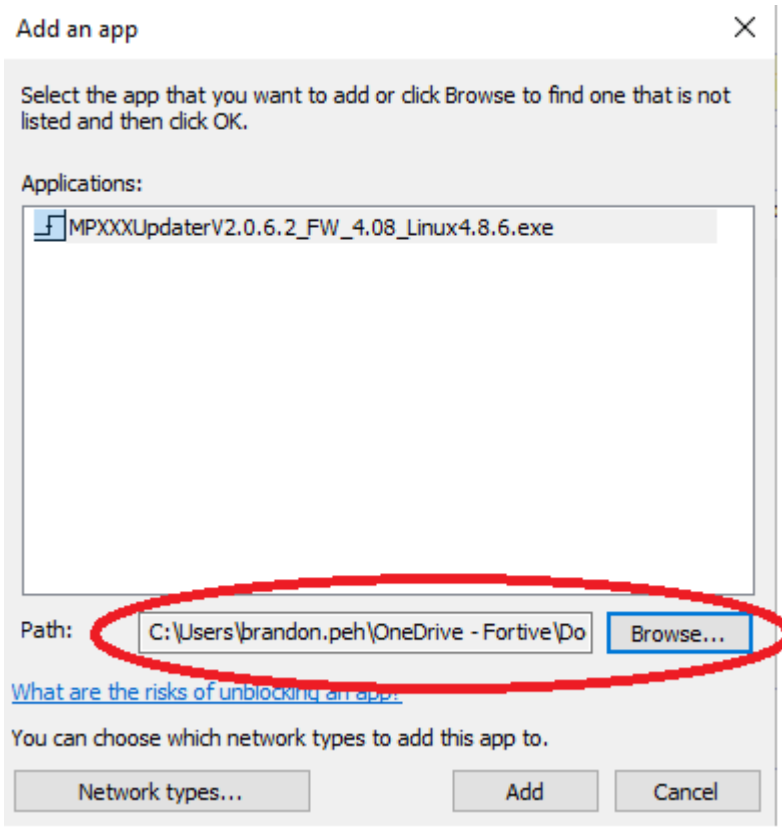 Add an app
Select the app that you want to add or click Browse to find one that is not
listed and then click OK.
Applications:
MPXXXUpdaterV2.0.6.2_FW_4.08_Linux4.8.6.exe
Path: C:\Users\brandon.peh\OneDrive - Fortive\Do Browse...
What are the risks of unblocking an app?
You can choose which network types to add this app to.
Network types... Add Cancel